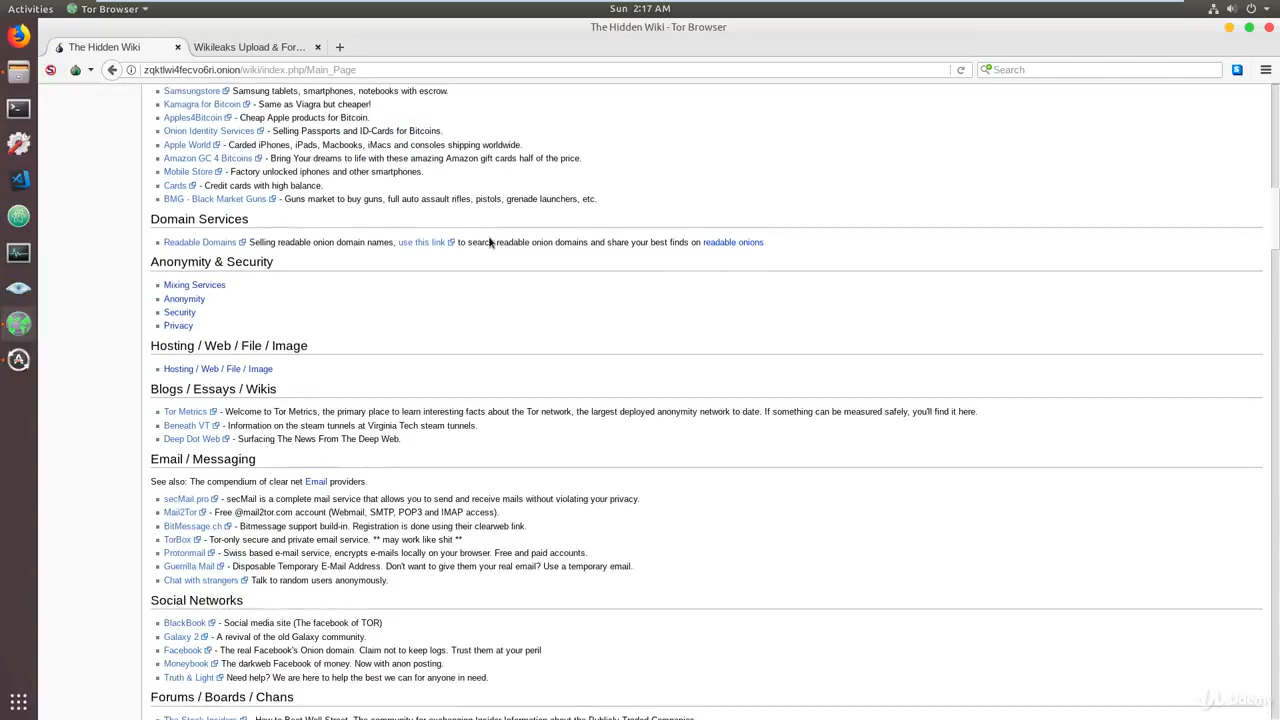 Activities Tor Browser Sun 2:17 AM
The Hidden Wiki - Tor Browser
The Hidden Wiki Wikileaks Upload & For...
zqktlwi4fecvo6ri.onion/wiki/index.php/Main_Page Search
Samsungstore - Samsung tablets, smartphones, notebooks with escrow.
Kamagra for Bitcoin - Same as Viagra but cheaper!
Apples4Bitcoin - Cheap Apple products for Bitcoin.
Onion Identity Services - Selling Passports and ID-Cards for Bitcoins.
Apple World - Carded iPhones, iPads, Macbooks, iMacs and consoles shipping worldwide.
Amazon GC 4 Bitcoins - Bring Your dreams to life with these amazing Amazon gift cards half of the price.
Mobile Store - Factory unlocked iphones and other smartphones.
Cards - Credit cards with high balance.
BMG - Black Market Guns - Guns market to buy guns, full auto assault rifles, pistols, grenade launchers, etc.
Domain Services
Readable Domains Selling readable onion domain names, use this link to search readable onion domains and share your best finds on readable onions
Anonymity & Security
Mixing Services
Anonymity
Security
Privacy
Hosting / Web / File / Image
Hosting / Web / File / Image
Blogs / Essays / Wikis
Tor Metrics - Welcome to Tor Metrics, the primary place to learn interesting facts about the Tor network, the largest deployed anonymity network to date. If something can be measured safely, you'll find it here.
Beneath VT - Information on the steam tunnels at Virginia Tech steam tunnels.
Deep Dot Web - Surfacing The News From The Deep Web.
Email / Messaging
See also: The compendium of clear net Email providers.
secMail.pro - secMail is a complete mail service that allows you to send and receive mails without violating your privacy.
Mail2Tor - Free @mail2tor.com account (Webmail, SMTP, POP3 and IMAP access).
BitMessage.ch - Bitmessage support build-in. Registration is done using their clearweb link.
TorBox - Tor-only secure and private email service. ** may work like shit **
Protonmail - Swiss based e-mail service, encrypts e-mails locally on your browser. Free and paid accounts.
Guerrilla Mail - Disposable Temporary E-Mail Address. Don't want to give them your real email? Use a temporary email.
Chat with strangers Talk to random users anonymously.
Social Networks
BlackBook - Social media site (The facebook of TOR)
Galaxy 2 - A revival of the old Galaxy community.
Facebook - The real Facebook's Onion domain. Claim not to keep logs. Trust them at your peril
Moneybook The darkweb Facebook of money. Now with anon posting.
Truth & Light Need help? We are here to help the best we can for anyone in need.
Forums / Boards / Chans
The Stock Insiders - How to Beat Wall Street. The community for exchanging Insider Information about the Publicly Traded Companies.
Udemy